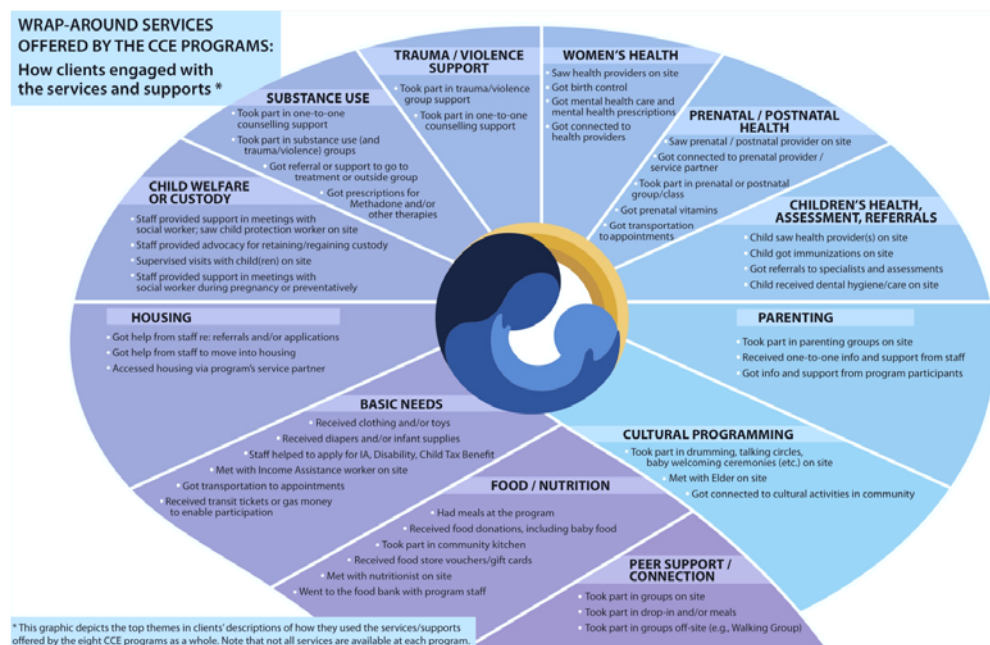 WRAP-AROUND SERVICES
OFFERED BY THE CCE PROGRAMS:
How clients engaged with
the services and supports *
TRAUMA / VIOLENCE
SUPPORT
• Took part in trauma/violence
group support
• Took part in one-to-one
counselling support
WOMEN'S HEALTH
• Saw health providers on site
• Got birth control
• Got mental health care and
mental health prescriptions
• Got connected to
health providers
SUBSTANCE USE
• Took part in one-to-one
counselling support
• Took part in substance use (and
trauma/violence) groups
• Got referral or support to go to
treatment or outside group
• Got prescriptions for
Methadone and/or
other therapies
PRENATAL / POSTNATAL
HEALTH
• Saw prenatal / postnatal provider on site
• Got connected to prenatal provider /
service partner
• Took part in prenatal or postnatal
group/class
• Got prenatal vitamins
• Got transportation
to appointments
CHILD WELFARE
OR CUSTODY
• Staff provided support in meetings with
social worker; saw child protection worker on site
• Staff provided advocacy for retaining/regaining custody
• Supervised visits with child(ren) on site
• Staff provided support in meetings with
social worker during pregnancy or preventatively
CHILDREN'S HEALTH,
ASSESSMENT, REFERRALS
• Child saw health provider(s) on site
• Child got immunizations on site
• Got referrals to specialists and assessments
• Child received dental hygiene/care on site
HOUSING
• Got help from staff re: referrals and/or applications
• Got help from staff to move into housing
• Accessed housing via program's service partner
PARENTING
• Took part in parenting groups on site
• Received one-to-one info and support from staff
• Got info and support from program participants
BASIC NEEDS
• Received clothing and/or toys
• Received diapers and/or infant supplies
• Staff helped to apply for IA, Disability, Child Tax Benefit
• Met with Income Assistance worker on site
• Got transportation to appointments
• Received transit tickets or gas money
to enable participation
CULTURAL PROGRAMMING
• Took part in drumming, talking circles,
baby welcoming ceremonies (etc.) on site
• Met with Elder on site
• Got connected to cultural activities in community
FOOD / NUTRITION
• Had meals at the program
• Received food donations, including baby food
• Took part in community kitchen
• Received food store vouchers/gift cards
• Met with nutritionist on site
• Went to the food bank with program staff
PEER SUPPORT /
CONNECTION
• Took part in groups on site
• Took part in drop-in and/or meals
• Took part in groups off-site (e.g., Walking Group)
* This graphic depicts the top themes in clients' descriptions of how they used the services/supports
offered by the eight CCE programs as a whole. Note that not all services are available at each program.